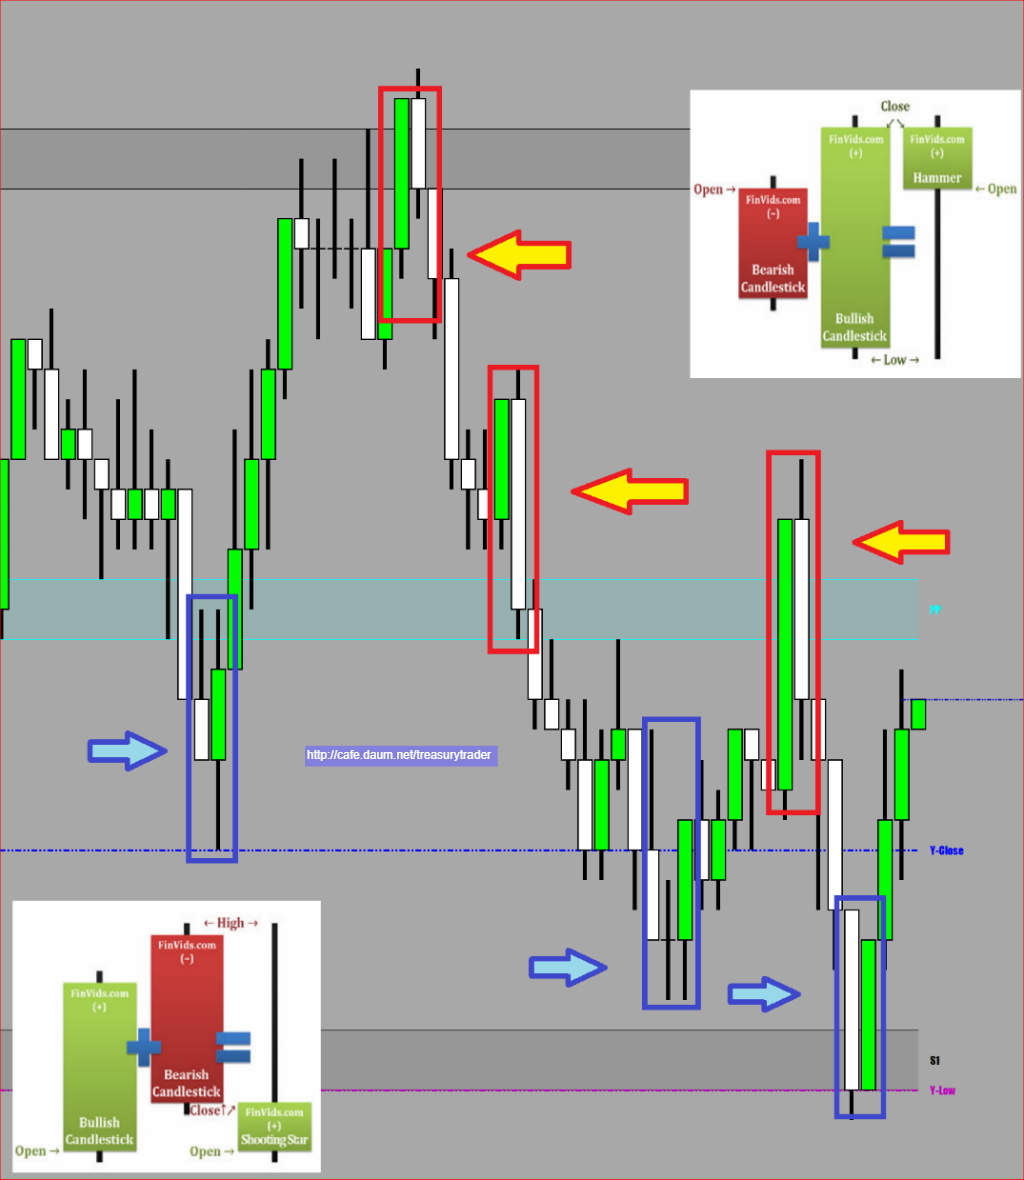 Close
FinVids.com
(+)
FinVids.com
(+)
Hammer
Open →
← Open
FinVids.com
(−)
Bearish
Candlestick
Bullish
Candlestick
← Low →
PP
http://cafe.daum.net/treasurytrader
Y-Close
← High →
FinVids.com
(−)
FinVids.com
(+)
Bearish
Candlestick
Close↑↗
FinVids.com
(+)
Shooting Star
Bullish
Candlestick
Open →
Open →
S1
Y-Low